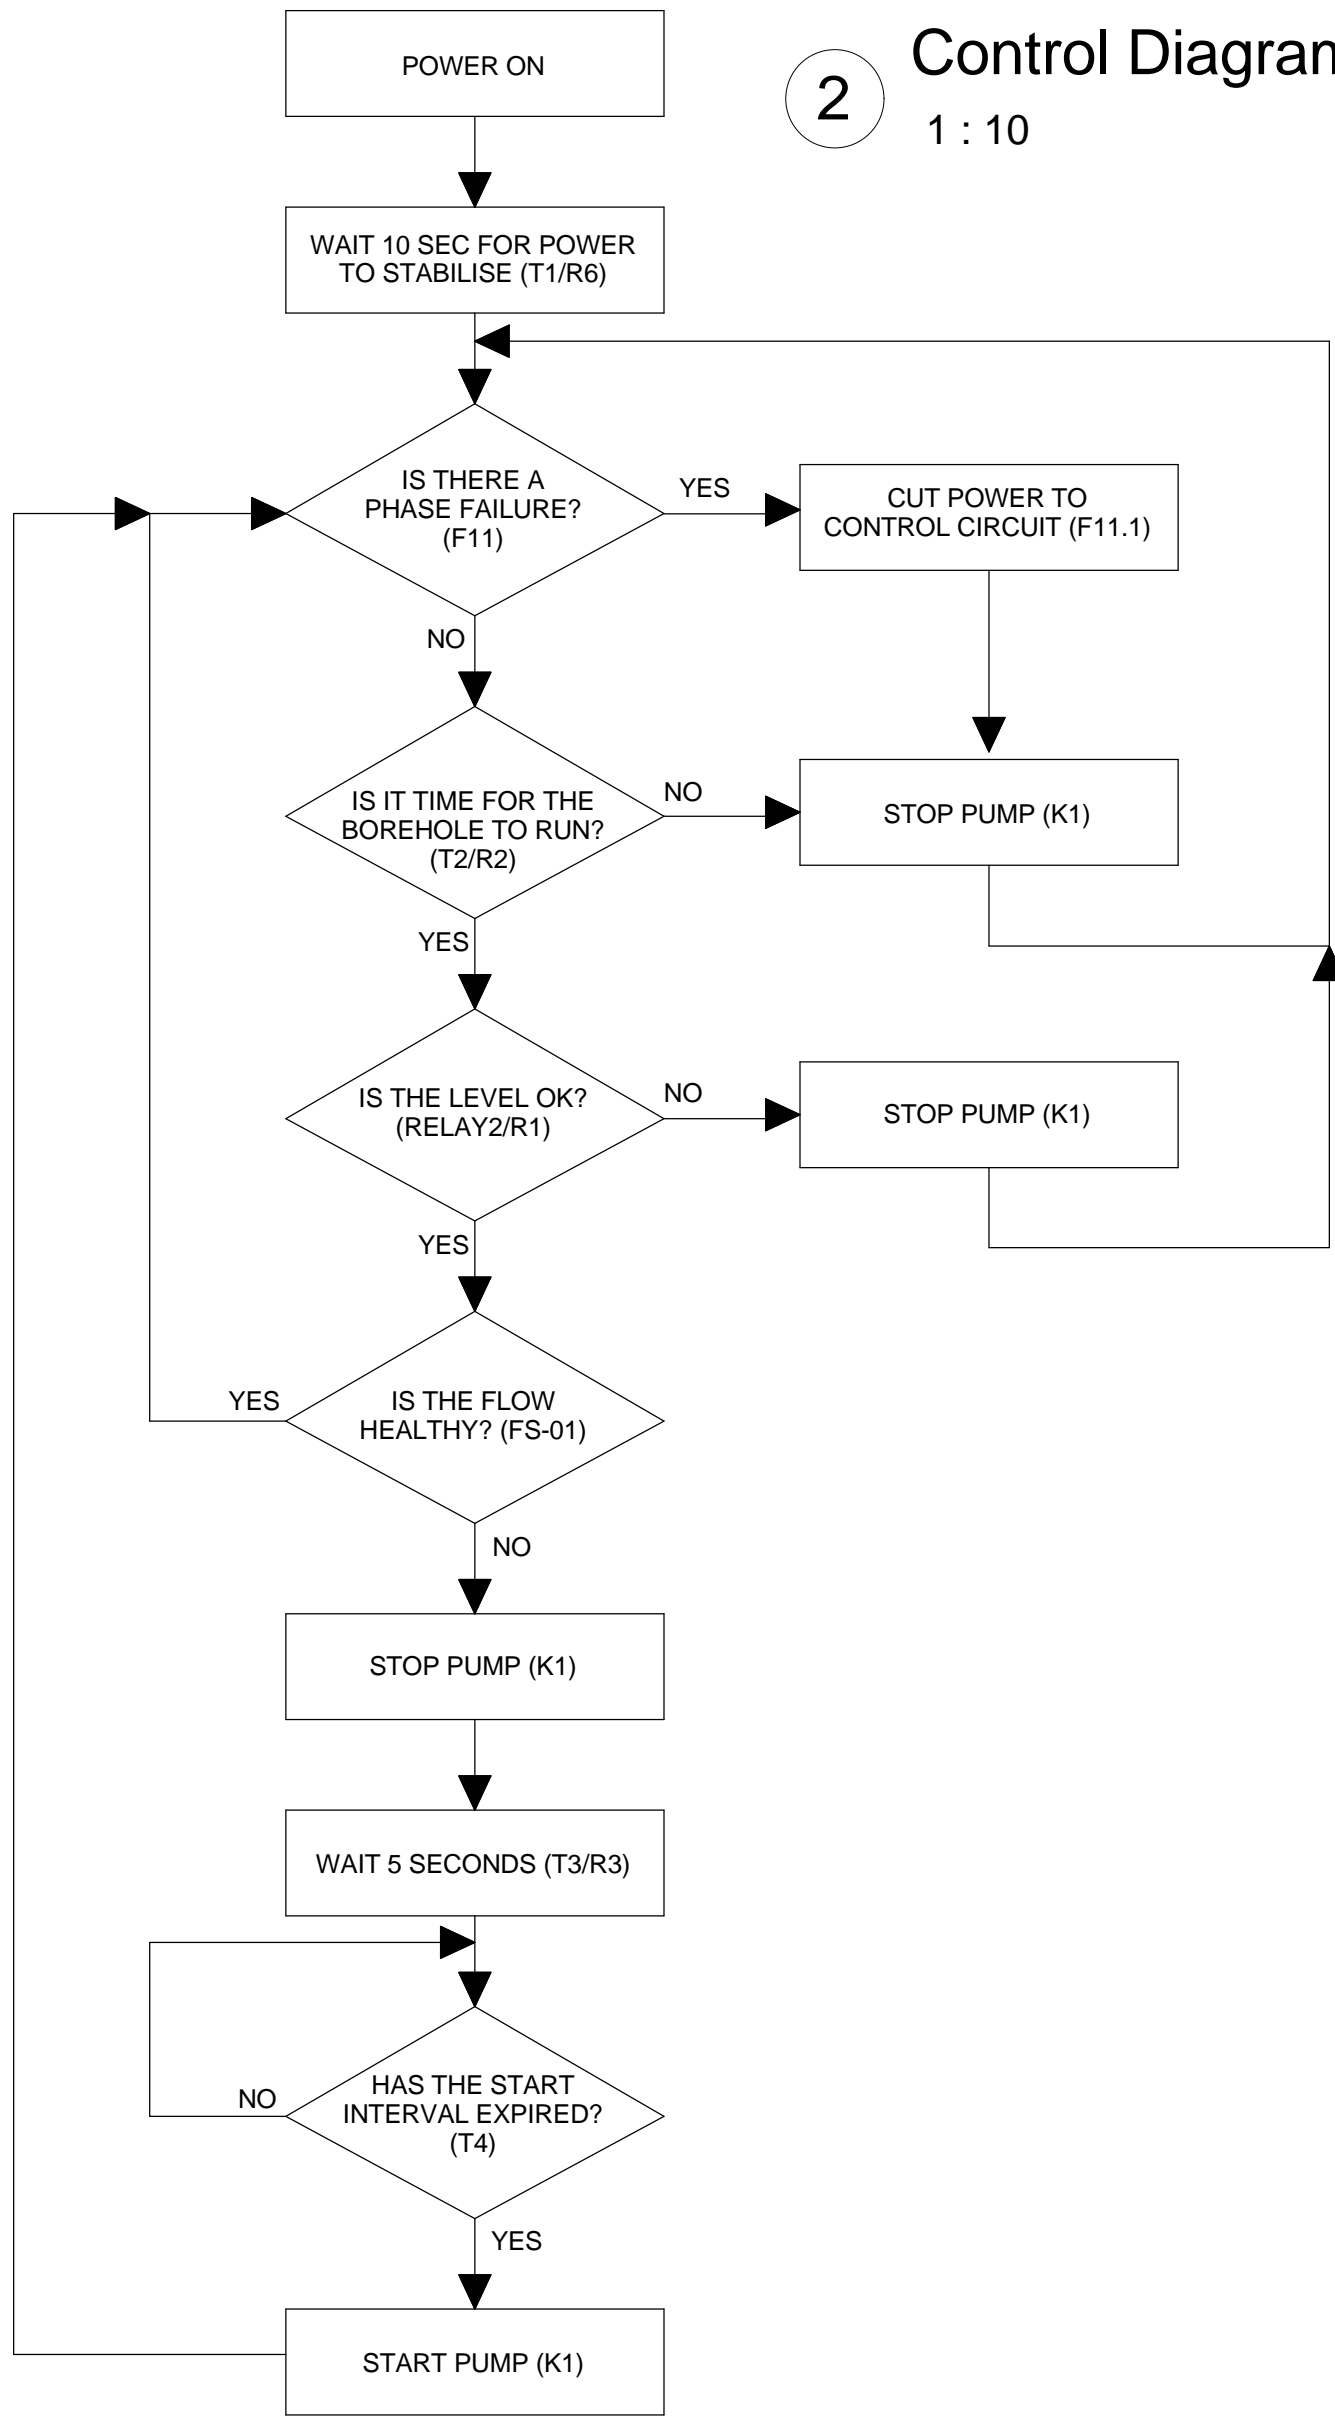 POWER ON
2
Control Diagram
1 : 10
WAIT 10 SEC FOR POWER
TO STABILISE (T1/R6)
IS THERE A
PHASE FAILURE?
(F11)
YES
CUT POWER TO
CONTROL CIRCUIT (F11.1)
NO
IS IT TIME FOR THE
BOREHOLE TO RUN?
(T2/R2)
NO
STOP PUMP (K1)
YES
IS THE LEVEL OK?
(RELAY2/R1)
NO
STOP PUMP (K1)
YES
IS THE FLOW
HEALTHY? (FS-01)
YES
NO
STOP PUMP (K1)
WAIT 5 SECONDS (T3/R3)
HAS THE START
INTERVAL EXPIRED?
(T4)
NO
YES
START PUMP (K1)